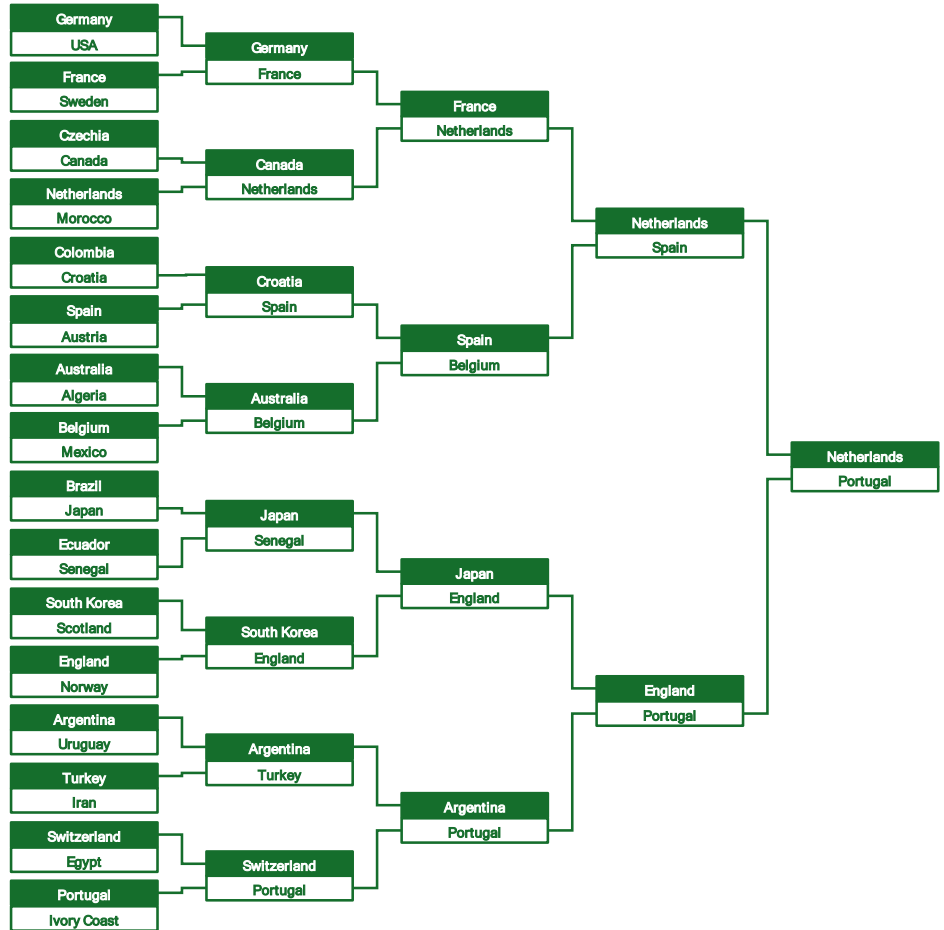 Germany
USA
France
Sweden
Czechia
Canada
Netherlands
Morocco
Colombia
Croatia
Spain
Austria
Australia
Algeria
Belgium
Mexico
Brazil
Japan
Ecuador
Senegal
South Korea
Scotland
England
Norway
Argentina
Uruguay
Turkey
Iran
Switzerland
Egypt
Portugal
Ivory Coast
Germany
France
Canada
Netherlands
Croatia
Spain
Australia
Belgium
Japan
Senegal
South Korea
England
Argentina
Turkey
Switzerland
Portugal
France
Netherlands
Spain
Belgium
Japan
England
Argentina
Portugal
Netherlands
Spain
England
Portugal
Netherlands
Portugal